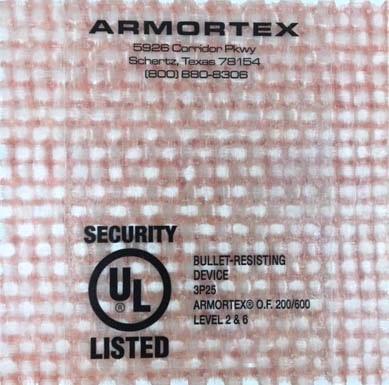 ARMORTEX
5926 Corridor Pkwy
Schertz, Texas 78154
(800) 880-8306
SECURITY
UL
®
LISTED
BULLET-RESISTING
DEVICE
3P25
ARMORTEX® O.F. 200/600
LEVEL 2 & 6